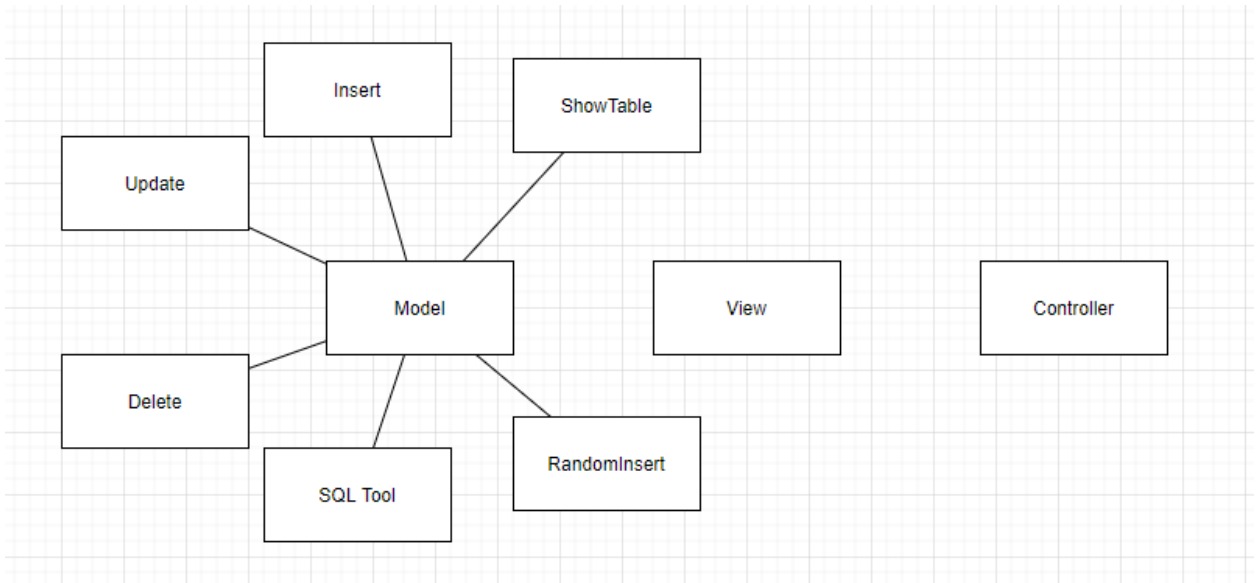 Insert
ShowTable
Update
Model
View
Controller
Delete
RandomInsert
SQL Tool